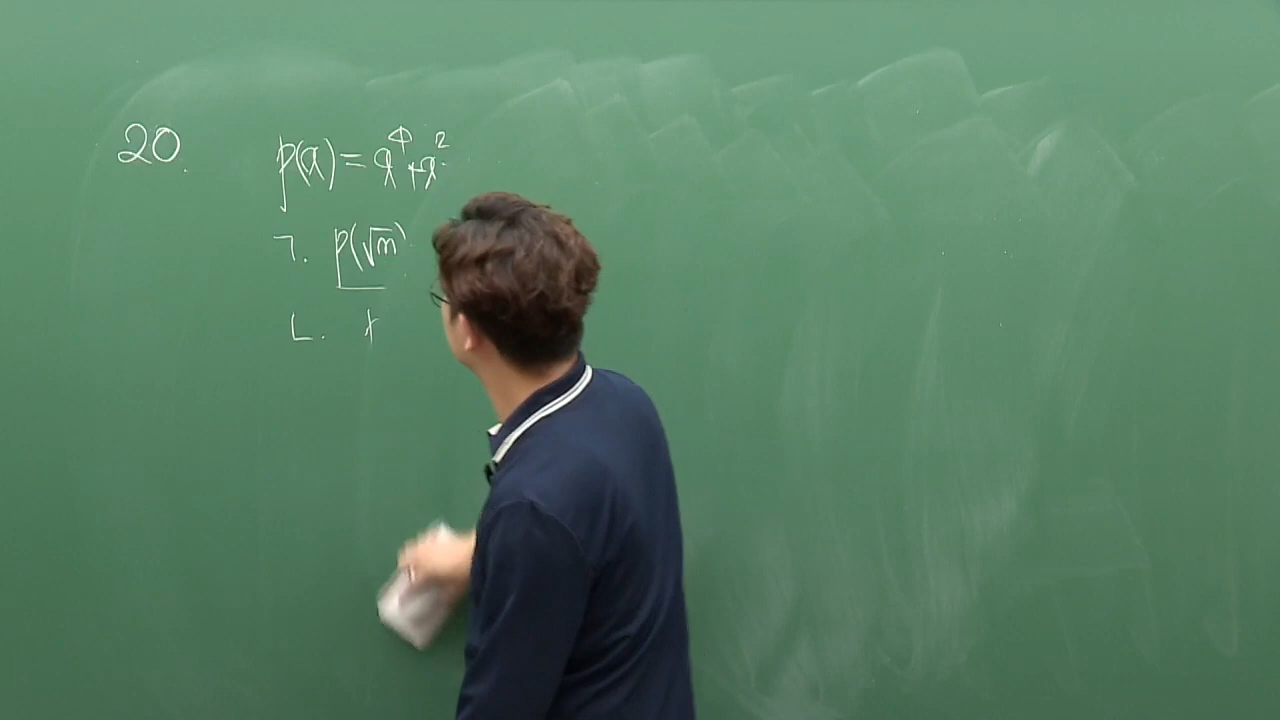 20.
p(x) = x⁴+x²
ㄱ. p(√n)
ㄴ.